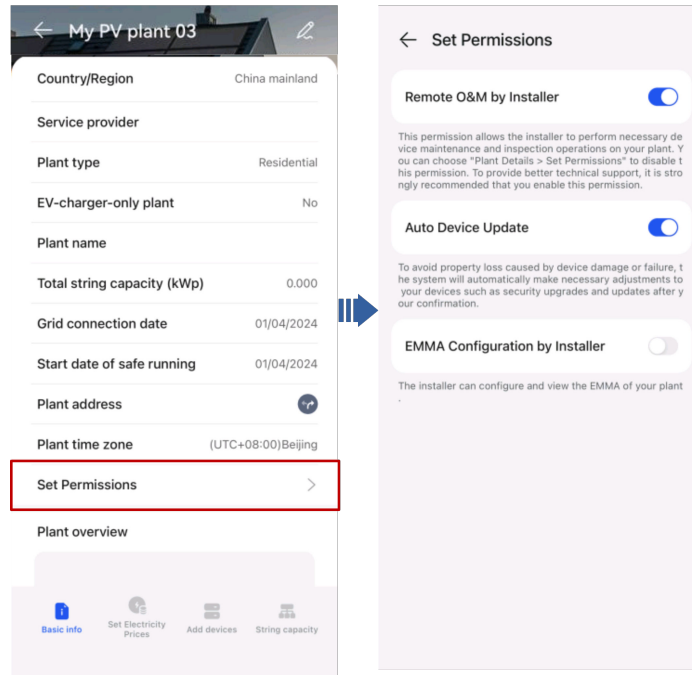 My PV plant 03
Country/Region China mainland
Service provider
Plant type Residential
EV-charger-only plant No
Plant name
Total string capacity (kWp) 0.000
Grid connection date 01/04/2024
Start date of safe running 01/04/2024
Plant address
Plant time zone (UTC+08:00)Beijing
Set Permissions
Plant overview
Basic info
Set Electricity
Prices
Add devices
String capacity
Set Permissions
Remote O&M by Installer
This permission allows the installer to perform necessary de
vice maintenance and inspection operations on your plant. Y
ou can choose "Plant Details > Set Permissions" to disable t
his permission. To provide better technical support, it is stro
ngly recommended that you enable this permission.
Auto Device Update
To avoid property loss caused by device damage or failure, t
he system will automatically make necessary adjustments to
your devices such as security upgrades and updates after y
our confirmation.
EMMA Configuration by Installer
The installer can configure and view the EMMA of your plant
.